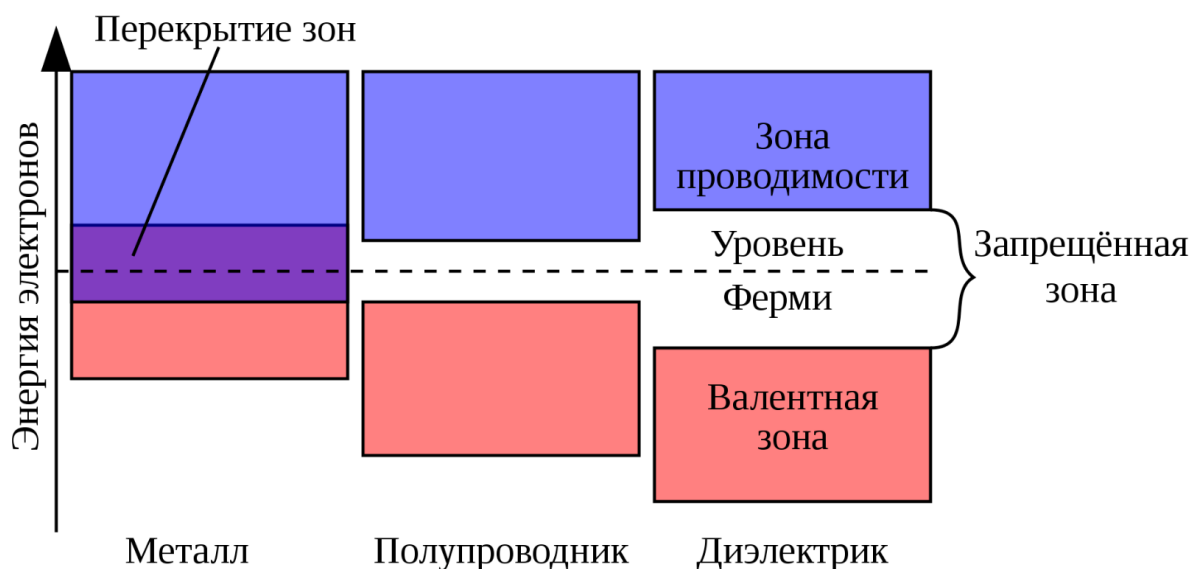 Перекрытие зон
Энергия электронов
Зона
проводимости
Уровень
Ферми
Запрещённая
зона
Валентная
зона
Металл
Полупроводник
Диэлектрик